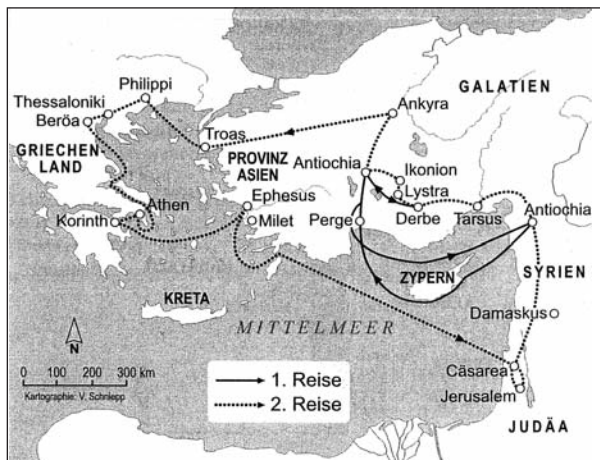 Philippi
Thessaloniki
Beröa
GRIECHEN-
LAND
Troas
PROVINZ
ASIEN
GALATIEN
Ankyra
Antiochia
Ikonion
Lystra
Ephesus
Milet
Athen
Korinth
Perge
Derbe
Tarsus
Antiochia
ZYPERN
SYRIEN
KRETA
Damaskus
MITTELMEER
N
Cäsarea
Jerusalem
JUDÄA
0 100 200 300 km
Kartographie: V. Schniepp
1. Reise
2. Reise